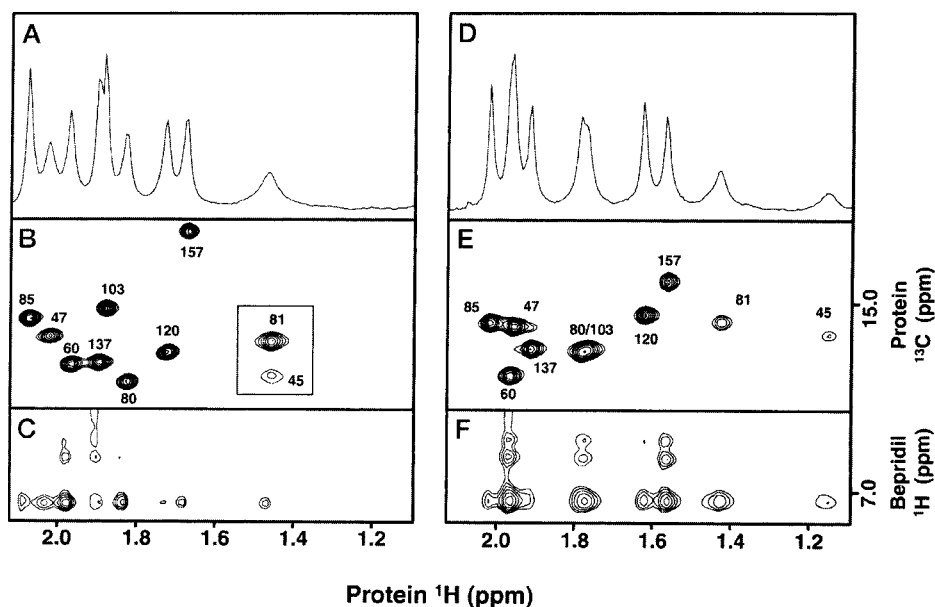 A
D
B
157
103
85
47
60
137
120
80
81
45
E
157
85
47
81
45
80/103
120
137
60
15.0
Protein
¹³C (ppm)
C
F
7.0
Bepridil
¹H (ppm)
2.0 1.8 1.6 1.4 1.2
2.0 1.8 1.6 1.4 1.2
Protein ¹H (ppm)